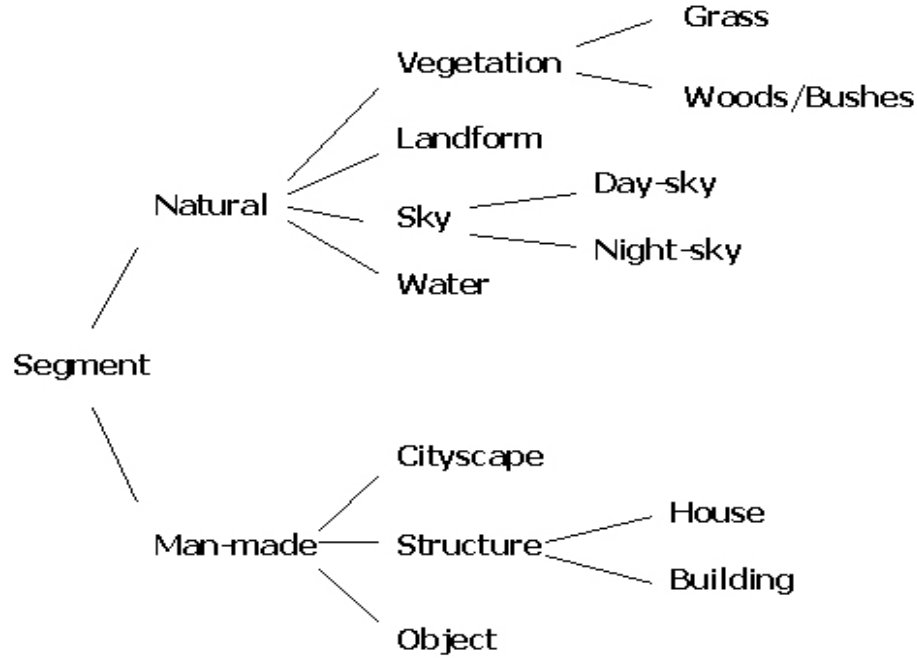 Grass
Vegetation
Woods/Bushes
Landform
Day-sky
Natural
Sky
Night-sky
Water
Segment
Cityscape
House
Man-made
Structure
Building
Object